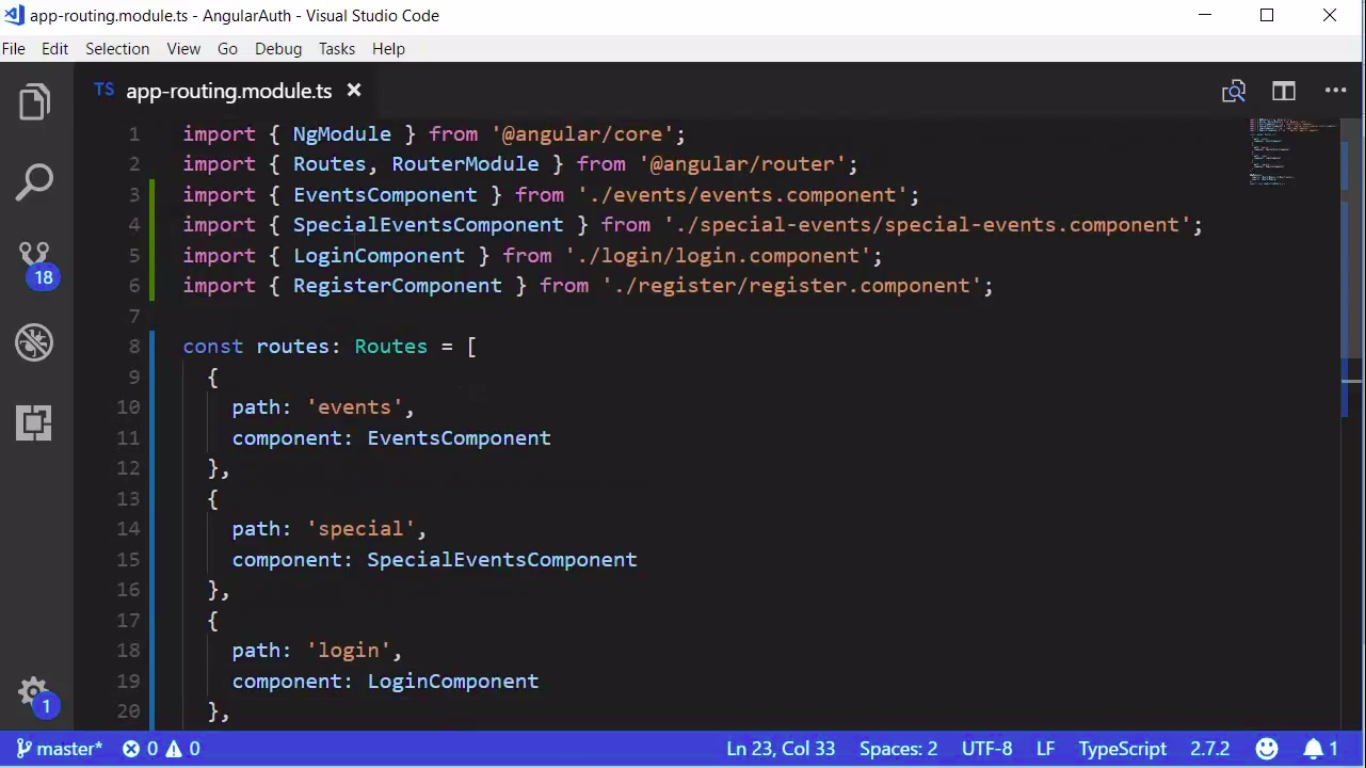 app-routing.module.ts - AngularAuth - Visual Studio Code
File Edit Selection View Go Debug Tasks Help
TS app-routing.module.ts
1 import { NgModule } from '@angular/core';
2 import { Routes, RouterModule } from '@angular/router';
3 import { EventsComponent } from './events/events.component';
4 import { SpecialEventsComponent } from './special-events/special-events.component';
5 import { LoginComponent } from './login/login.component';
6 import { RegisterComponent } from './register/register.component';
7
8 const routes: Routes = [
9 {
10 path: 'events',
11 component: EventsComponent
12 },
13 {
14 path: 'special',
15 component: SpecialEventsComponent
16 },
17 {
18 path: 'login',
19 component: LoginComponent
20 },
18
1
master* 0 0 Ln 23, Col 33 Spaces: 2 UTF-8 LF TypeScript 2.7.2 1